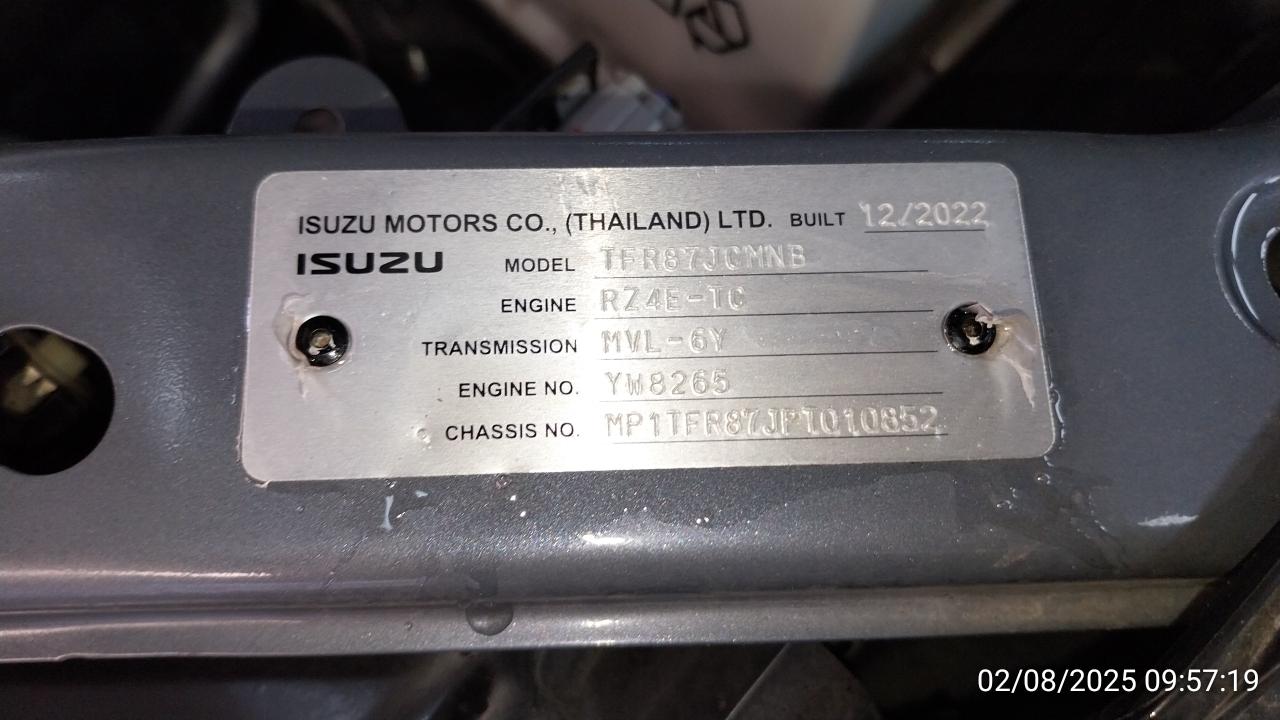 ISUZU MOTORS CO., (THAILAND) LTD. BUILT 12/2022
ISUZU MODEL TFR87JCMNB
ENGINE RZ4E-TC
TRANSMISSION MVL-6Y
ENGINE NO. YW8265
CHASSIS NO. MP1TFR87JPT010852
02/08/2025 09:57:19